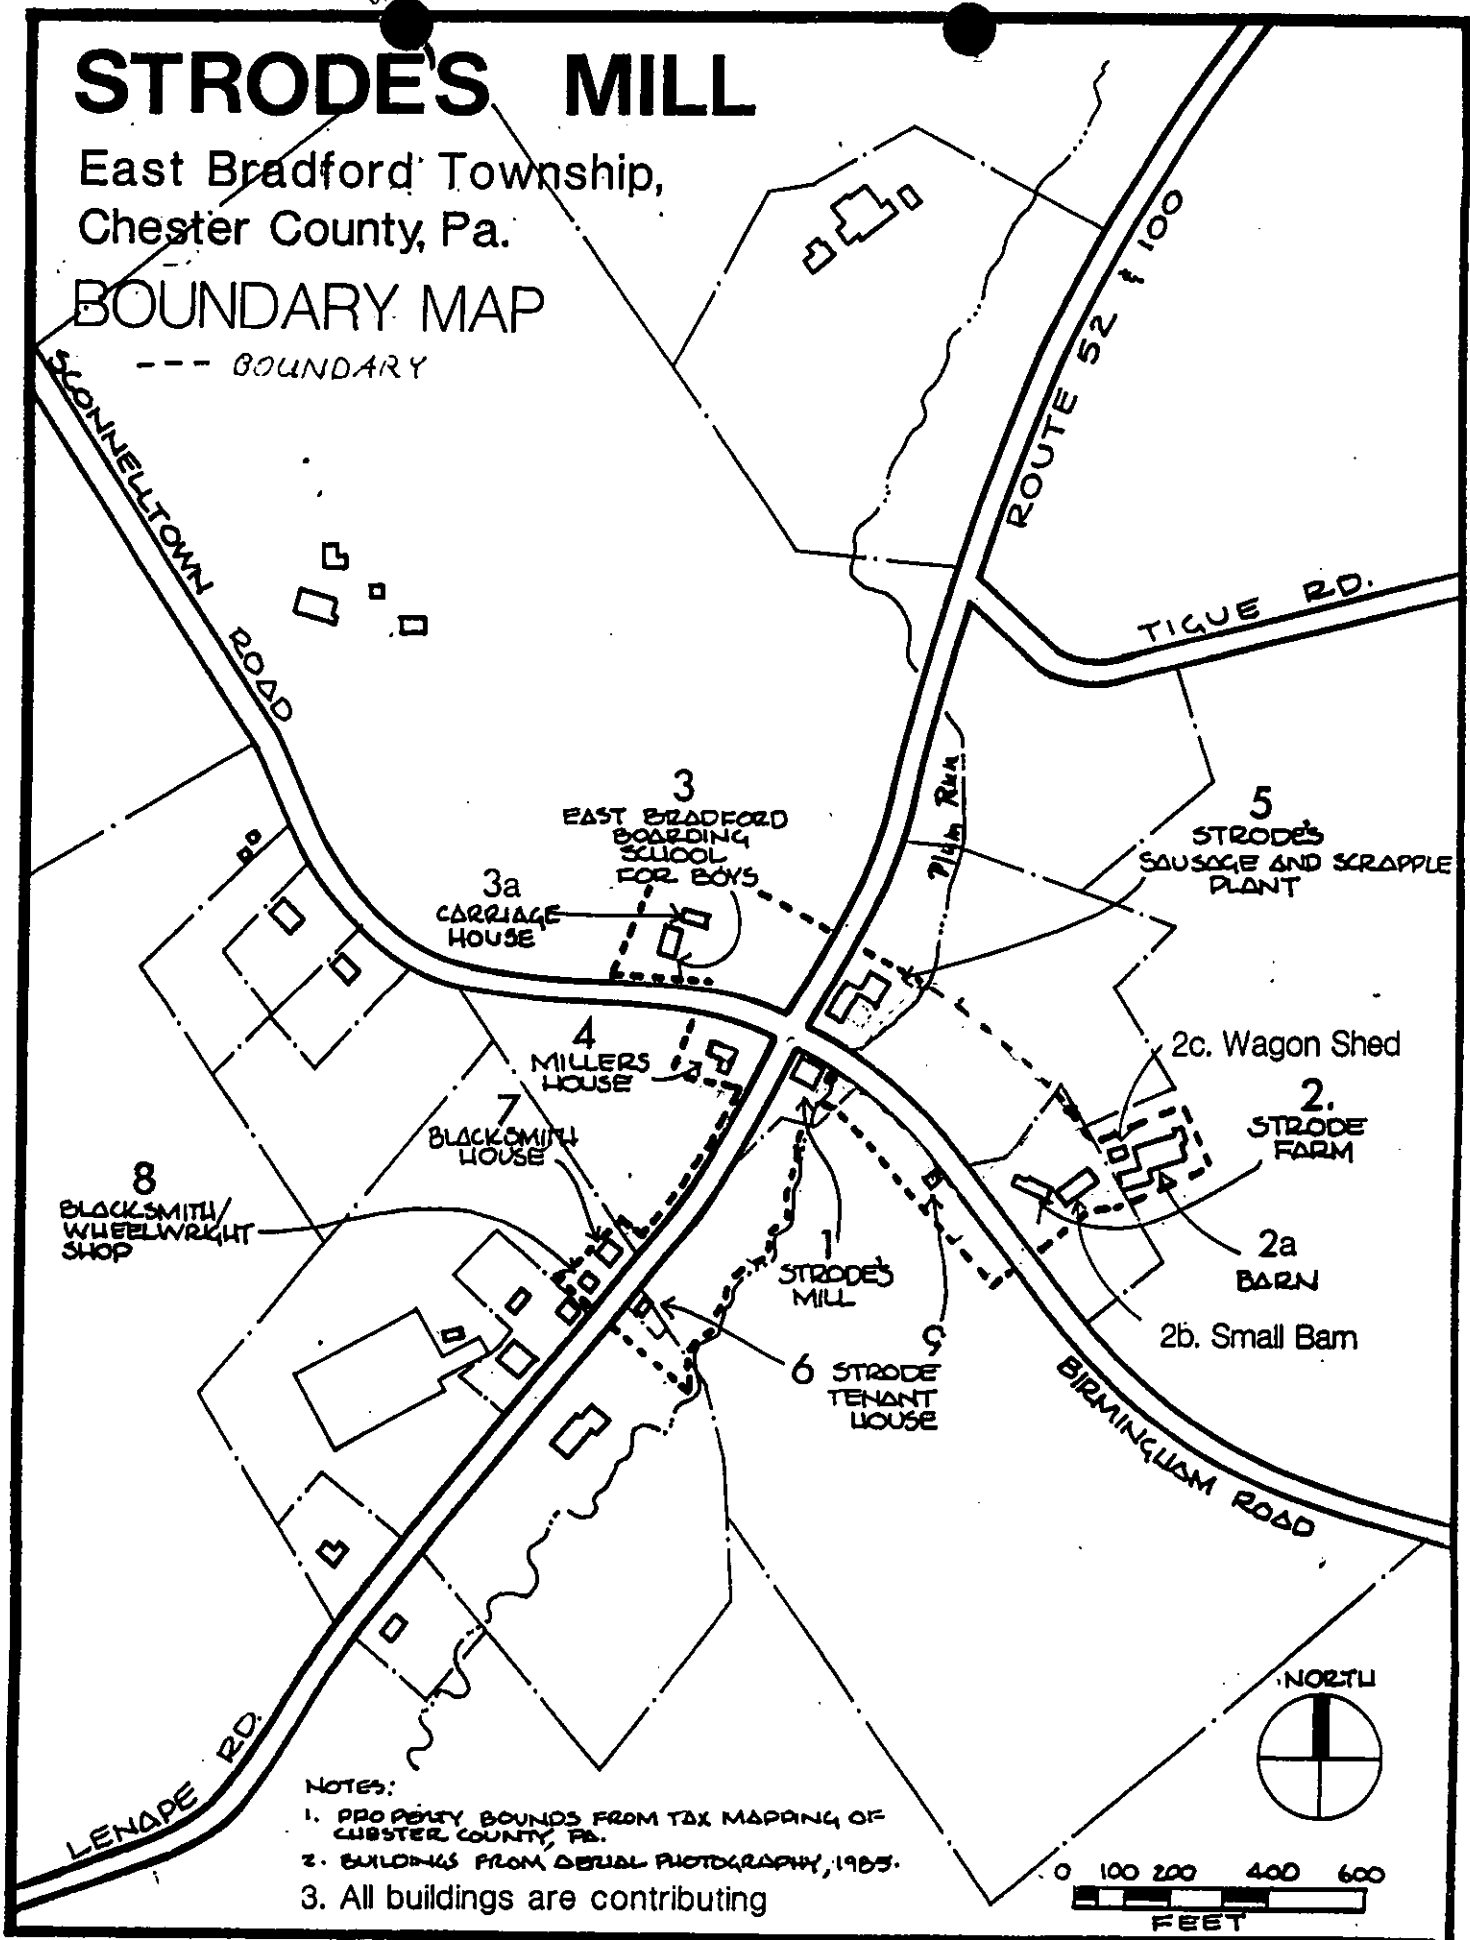 STRODE'S MILL
East Bradford Township,
Chester County, Pa.
BOUNDARY MAP
--- BOUNDARY
SCONNELLTOWN ROAD
ROUTE 52 & 100
TIGUE RD.
Plum Run
3
EAST BRADFORD
BOARDING
SCHOOL
FOR BOYS
3a
CARRIAGE
HOUSE
5
STRODE'S
SAUSAGE AND SCRAPPLE
PLANT
4
MILLERS
HOUSE
2c. Wagon Shed
2.
STRODE
FARM
7
BLACKSMITH
HOUSE
8
BLACKSMITH/
WHEELWRIGHT
SHOP
1
STRODE'S
MILL
2a
BARN
2b. Small Barn
9
6 STRODE
TENANT
HOUSE
BIRMINGHAM ROAD
LENAPE RD.
NORTH
NOTES:
1. PROPERTY BOUNDS FROM TAX MAPPING OF
CHESTER COUNTY, PA.
2. BUILDINGS FROM AERIAL PHOTOGRAPHY, 1985.
3. All buildings are contributing
0 100 200 400 600
FEET